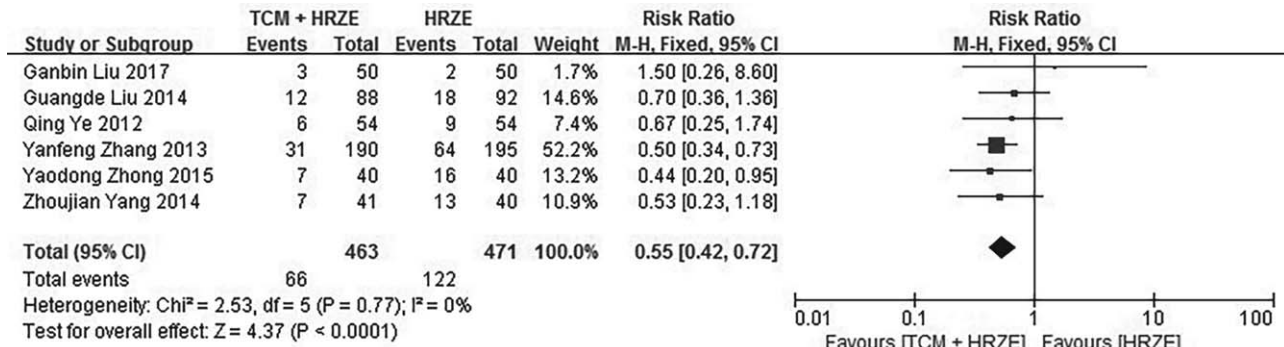 TCM + HRZE HRZE Risk Ratio Risk Ratio
Study or Subgroup Events Total Events Total Weight M-H, Fixed, 95% CI M-H, Fixed, 95% CI
Ganbin Liu 2017 3 50 2 50 1.7% 1.50 [0.26, 8.60]
Guangde Liu 2014 12 88 18 92 14.6% 0.70 [0.36, 1.36]
Qing Ye 2012 6 54 9 54 7.4% 0.67 [0.25, 1.74]
Yanfeng Zhang 2013 31 190 64 195 52.2% 0.50 [0.34, 0.73]
Yaodong Zhong 2015 7 40 16 40 13.2% 0.44 [0.20, 0.95]
Zhoujian Yang 2014 7 41 13 40 10.9% 0.53 [0.23, 1.18]
Total (95% CI) 463 471 100.0% 0.55 [0.42, 0.72]
Total events 66 122
Heterogeneity: Chi² = 2.53, df = 5 (P = 0.77); I² = 0%
Test for overall effect: Z = 4.37 (P < 0.0001)
0.01 0.1 1 10 100
Favours [TCM + HRZE] Favours [HRZE]